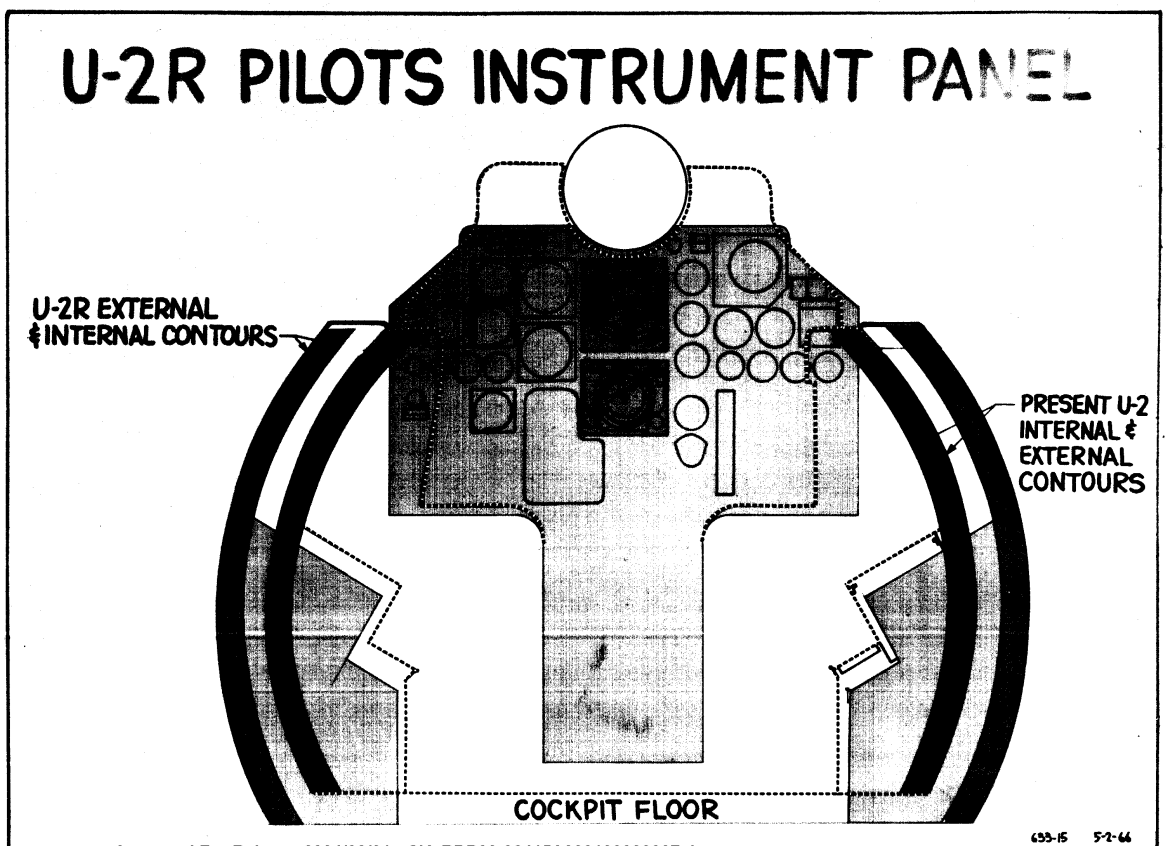 U-2R PILOTS INSTRUMENT PANEL
U-2R EXTERNAL
& INTERNAL CONTOURS
PRESENT U-2
INTERNAL &
EXTERNAL
CONTOURS
COCKPIT FLOOR
633-15 5-2-66